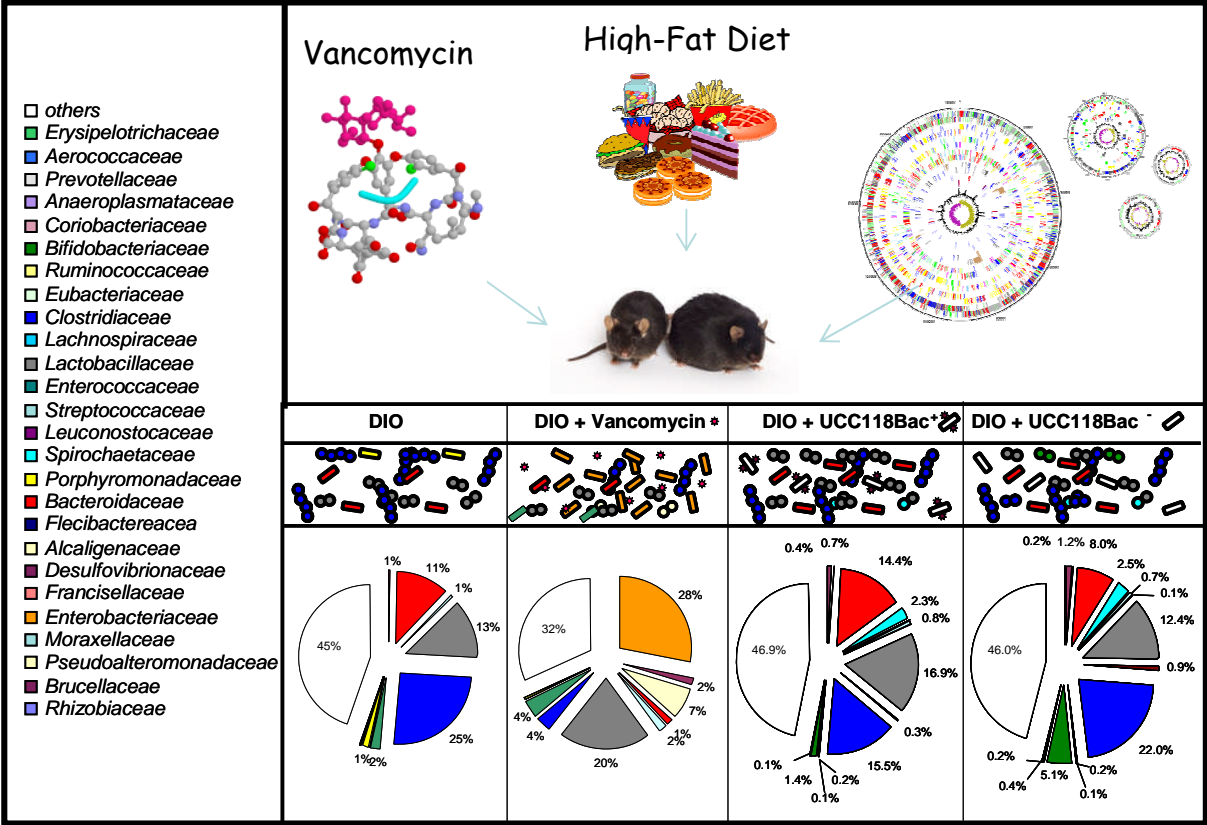 Vancomycin
High-Fat Diet
others
Erysipelotrichaceae
Aerococcaceae
Prevotellaceae
Anaeroplasmataceae
Coriobacteriaceae
Bifidobacteriaceae
Ruminococcaceae
Eubacteriaceae
Clostridiaceae
Lachnospiraceae
Lactobacillaceae
Enterococcaceae
Streptococcaceae
Leuconostocaceae
Spirochaetaceae
Porphyromonadaceae
Bacteroidaceae
Flecibactereacea
Alcaligenaceae
Desulfovibrionaceae
Francisellaceae
Enterobacteriaceae
Moraxellaceae
Pseudoalteromonadaceae
Brucellaceae
Rhizobiaceae
DIO
DIO + Vancomycin
DIO + UCC118Bac+
DIO + UCC118Bac -
1%
11%
1%
13%
25%
2%
1%
45%
28%
2%
7%
1%
2%
20%
4%
4%
32%
0.4%
0.7%
14.4%
2.3%
0.8%
16.9%
0.3%
15.5%
0.2%
0.1%
1.4%
0.1%
46.9%
0.2%
1.2%
8.0%
2.5%
0.7%
0.1%
12.4%
0.9%
22.0%
0.2%
0.1%
5.1%
0.4%
0.2%
46.0%